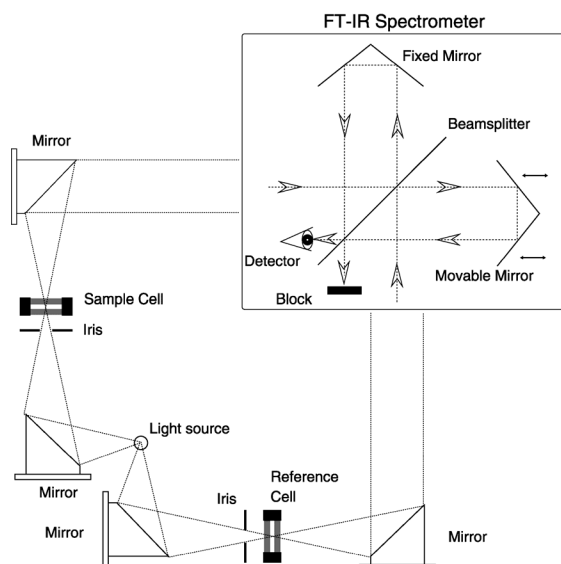 FT-IR Spectrometer
Fixed Mirror
Beamsplitter
Mirror
Detector
Movable Mirror
Block
Sample Cell
Iris
Light source
Mirror
Reference
Cell
Iris
Mirror
Mirror